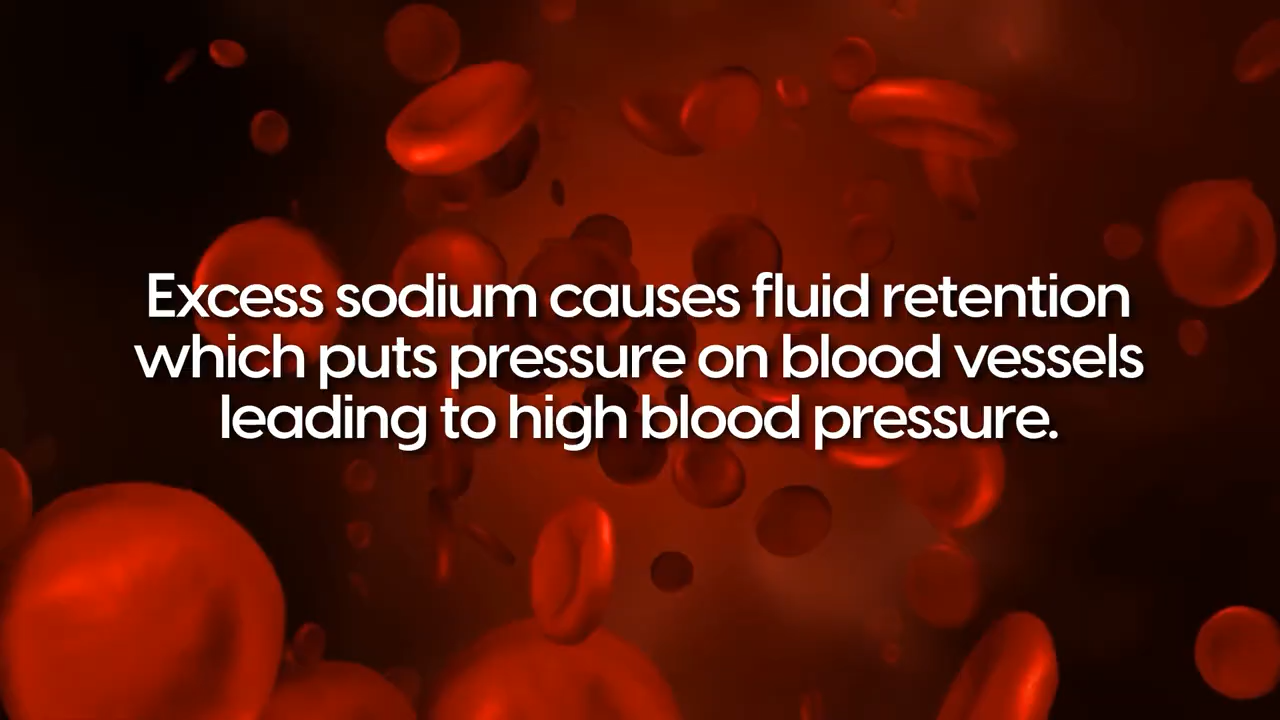 Excess sodium causes fluid retention
which puts pressure on blood vessels
leading to high blood pressure.